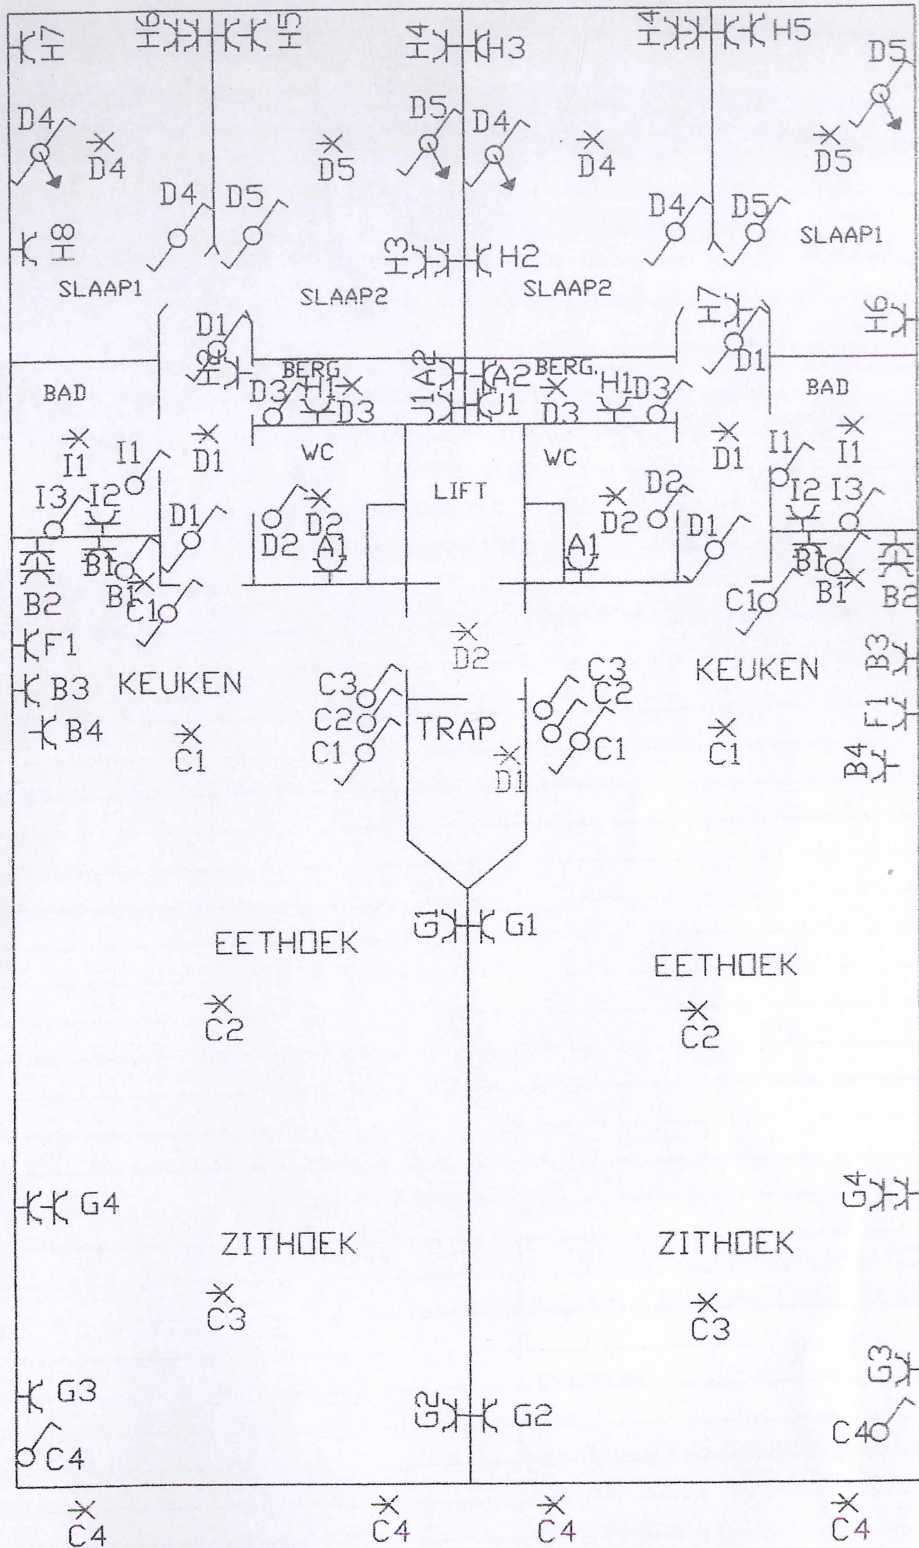 H7
H6
H5
H4
H3
H4
H5
D5
D4
D4
D5
D5
D4
D4
D5
D4
D5
D4
D5
H8
H3
H2
SLAAP1
SLAAP1
SLAAP2
SLAAP2
H7
H6
D1
D1
BAD
BERG
A2
A2
BERG.
BAD
D3
H1
D3
J1
J1
D3
H1
D3
I1
I1
D1
WC
WC
D1
I1
I1
LIFT
I3
I2
D1
D2
D2
D2
D2
D1
I2
I3
A1
A1
B1
B1
B1
B1
B2
C1
C1
B2
F1
D2
B3
KEUKEN
KEUKEN
B3
C3
C3
C2
F1
B4
C2
TRAP
C1
C1
C1
D1
C1
B4
G1
G1
EETHOEK
EETHOEK
C2
C2
G4
G4
ZITHOEK
ZITHOEK
C3
C3
G3
G3
G2
G2
C4
C4
C4
C4
C4
C4